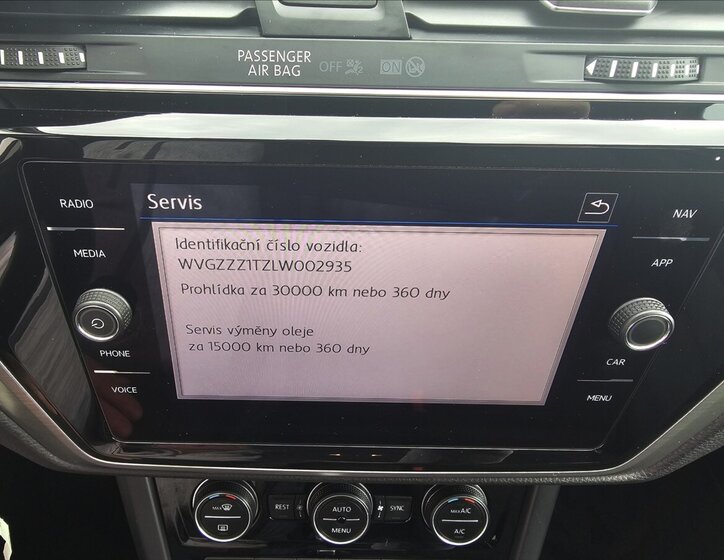 PASSENGER
AIR BAG OFF ON
RADIO
Servis
NAV
MEDIA
APP
Identifikační číslo vozidla:
WVGZZZ1TZLW002935
Prohlídka za 30000 km nebo 360 dny
Servis výměny oleje
za 15000 km nebo 360 dny
PHONE
CAR
VOICE
MENU
MAX
REST
AUTO
MENU
SYNC
MAX A/C
A/C